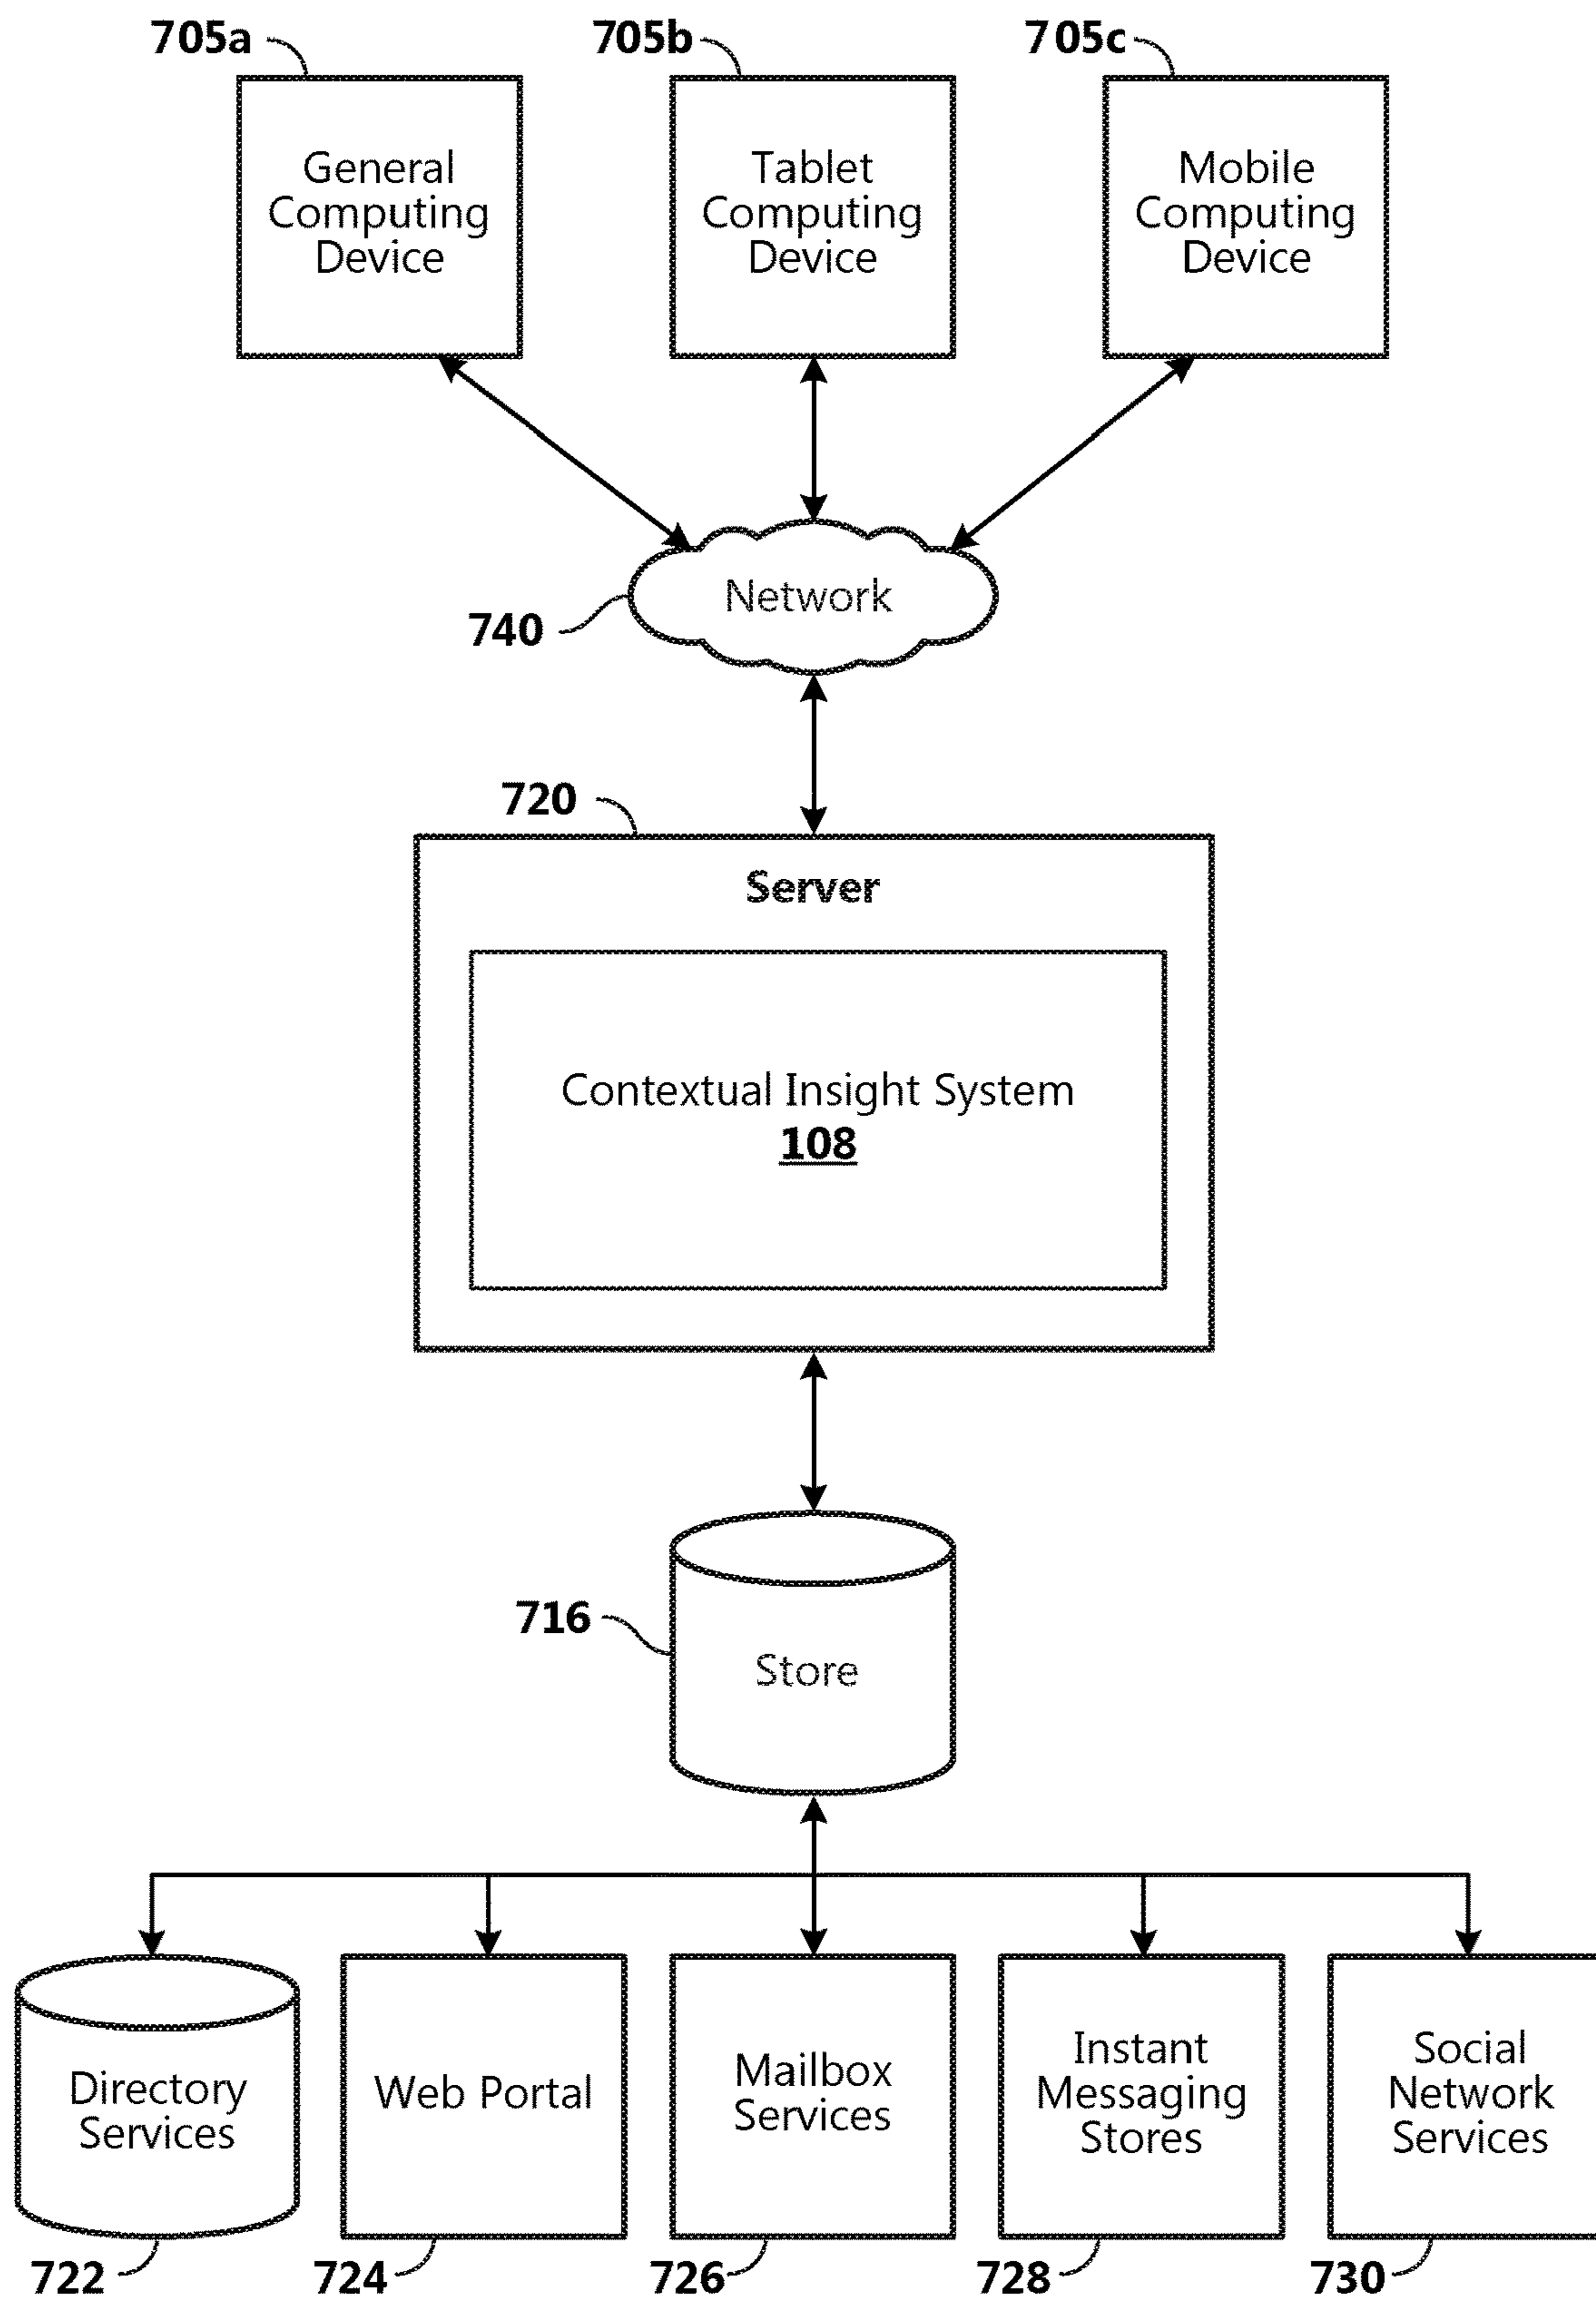 705a
705b
705c
General
Computing
Device
Tablet
Computing
Device
Mobile
Computing
Device
Network
740
720
Server
Contextual Insight System
108
716
Store
Directory
Services
Web Portal
Mailbox
Services
Instant
Messaging
Stores
Social
Network
Services
722
724
726
728
730